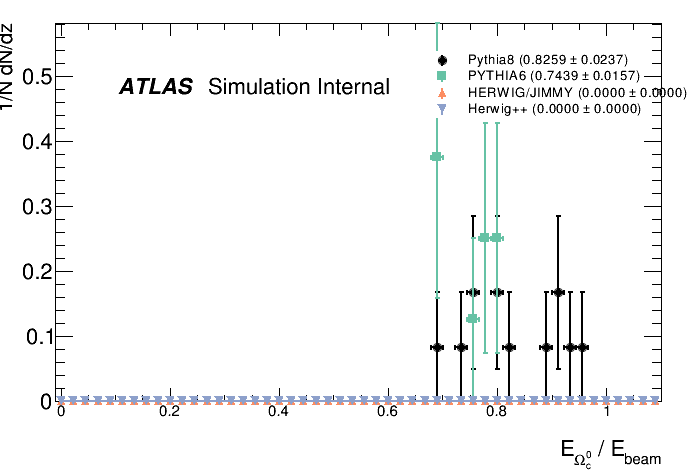 1/N dN/dz
ATLAS Simulation Internal
Pythia8 (0.8259 ± 0.0237)
PYTHIA6 (0.7439 ± 0.0157)
HERWIG/JIMMY (0.0000 ± 0.0000)
Herwig++ (0.0000 ± 0.0000)
0.5
0.4
0.3
0.2
0.1
0
0 0.2 0.4 0.6 0.8 1
E_{Ω_c^0} / E_{beam}